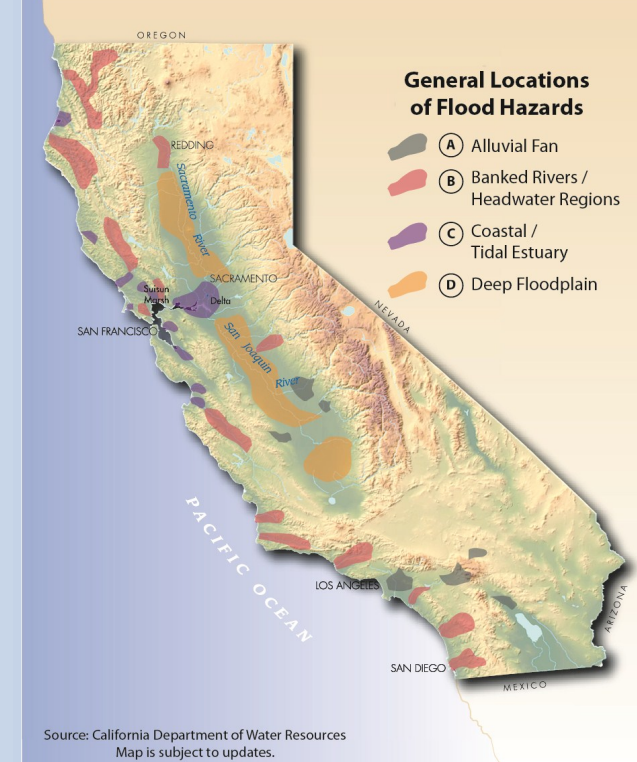 OREGON
General Locations
of Flood Hazards
A Alluvial Fan
B Banked Rivers /
Headwater Regions
C Coastal /
Tidal Estuary
D Deep Floodplain
REDDING
Sacramento
River
SACRAMENTO
Suisun
Marsh
Delta
SAN FRANCISCO
San Joaquin
River
NEVADA
PACIFIC OCEAN
LOS ANGELES
ARIZONA
SAN DIEGO
MEXICO
Source: California Department of Water Resources
Map is subject to updates.